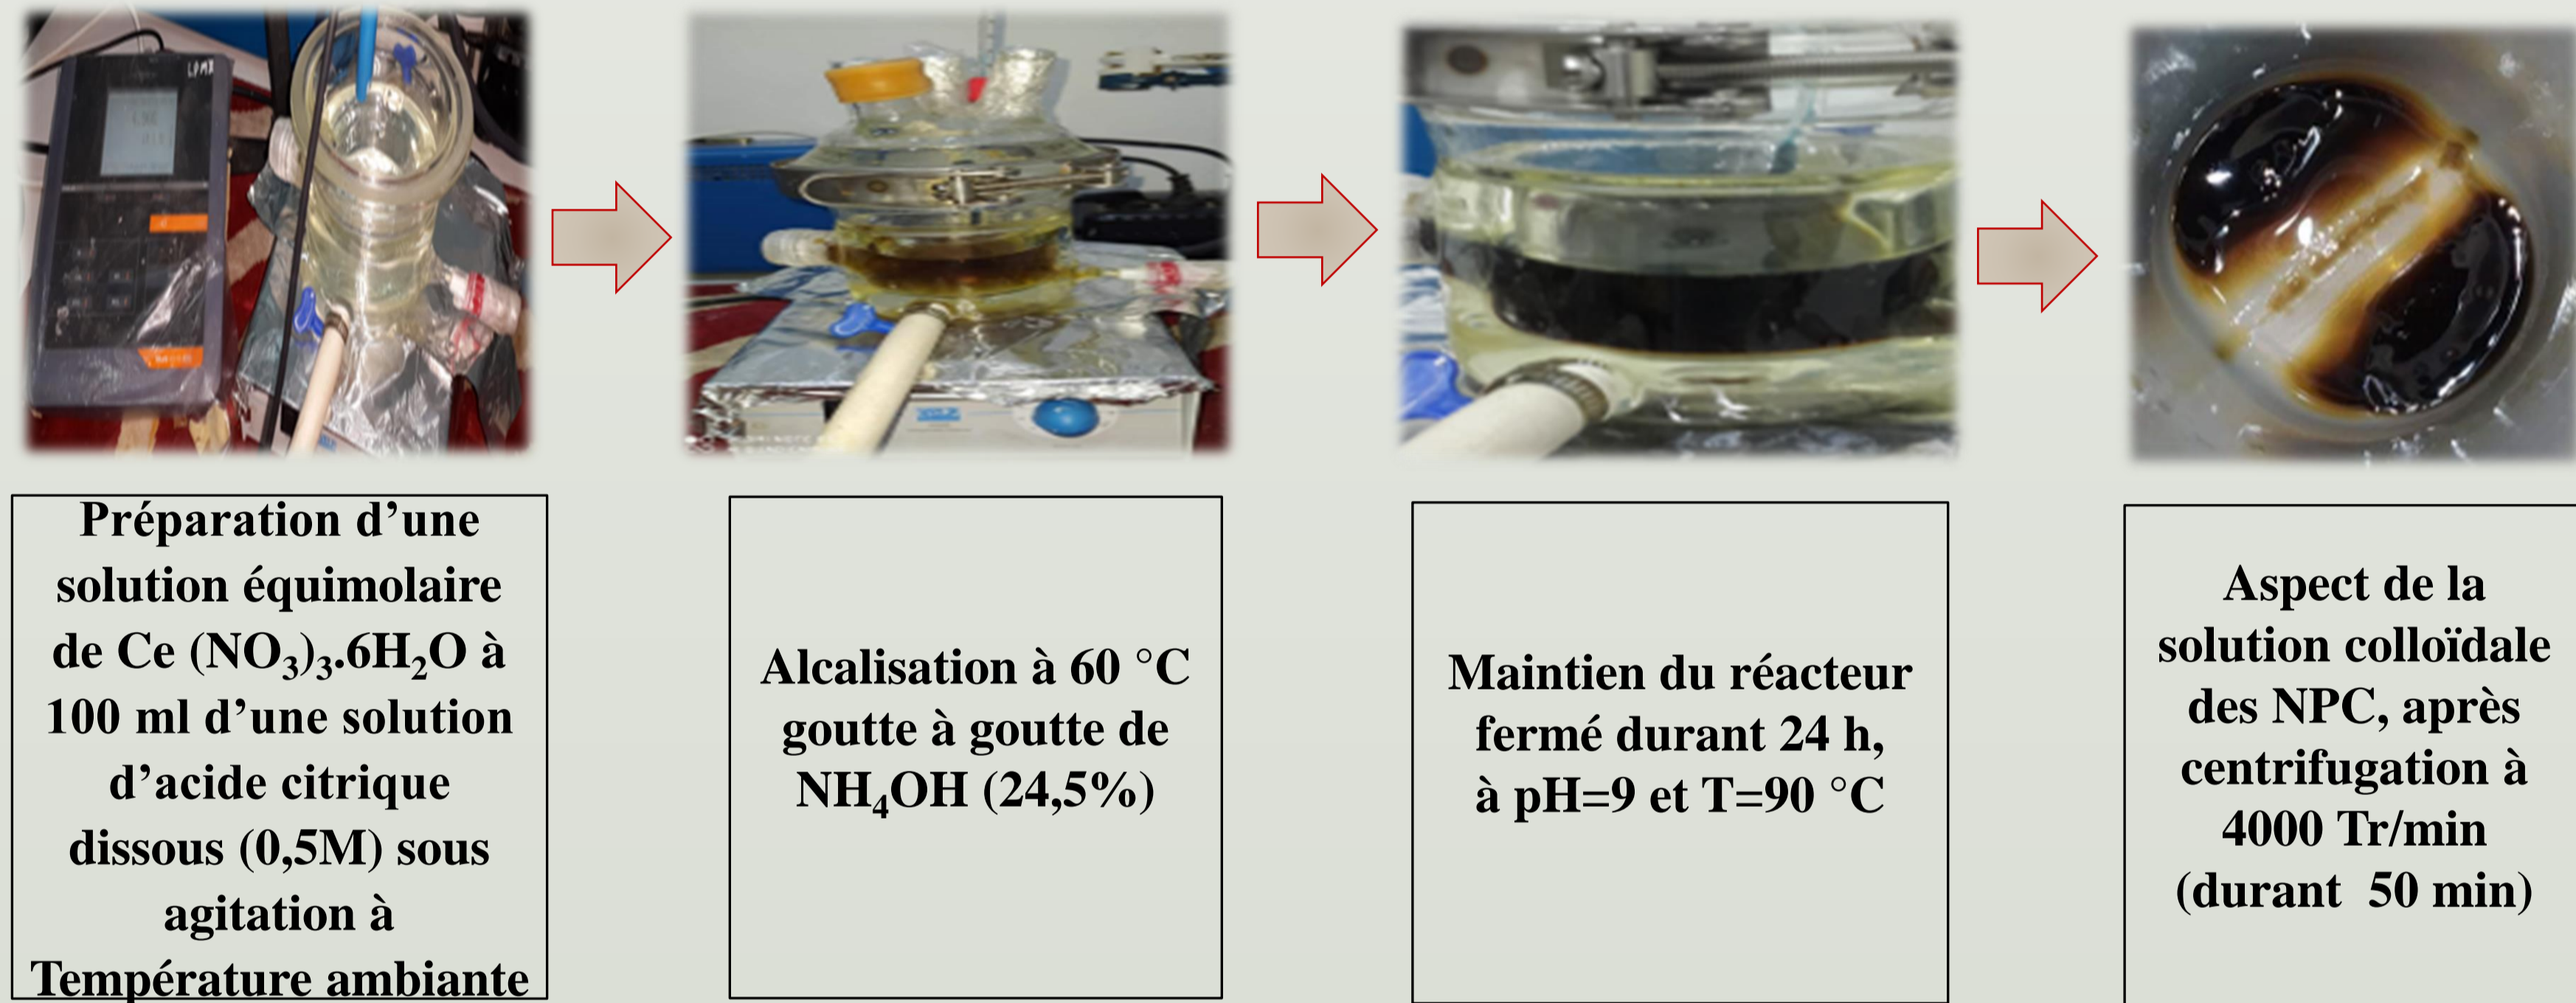 Préparation d’une
solution équimolaire
de Ce (NO₃)₃.6H₂O à
100 ml d’une solution
d’acide citrique
dissous (0,5M) sous
agitation à
Température ambiante
Alcalisation à 60 °C
goutte à goutte de
NH₄OH (24,5%)
Maintien du réacteur
fermé durant 24 h,
à pH=9 et T=90 °C
Aspect de la
solution colloïdale
des NPC, après
centrifugation à
4000 Tr/min
(durant  50 min)